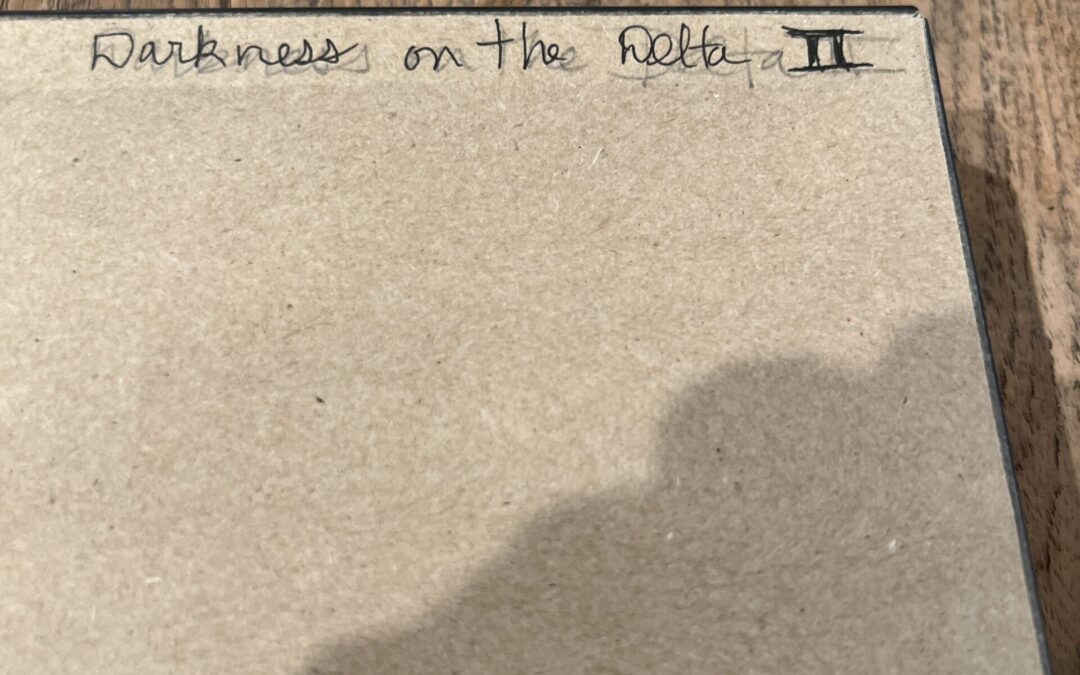 Darkness on the Delta II